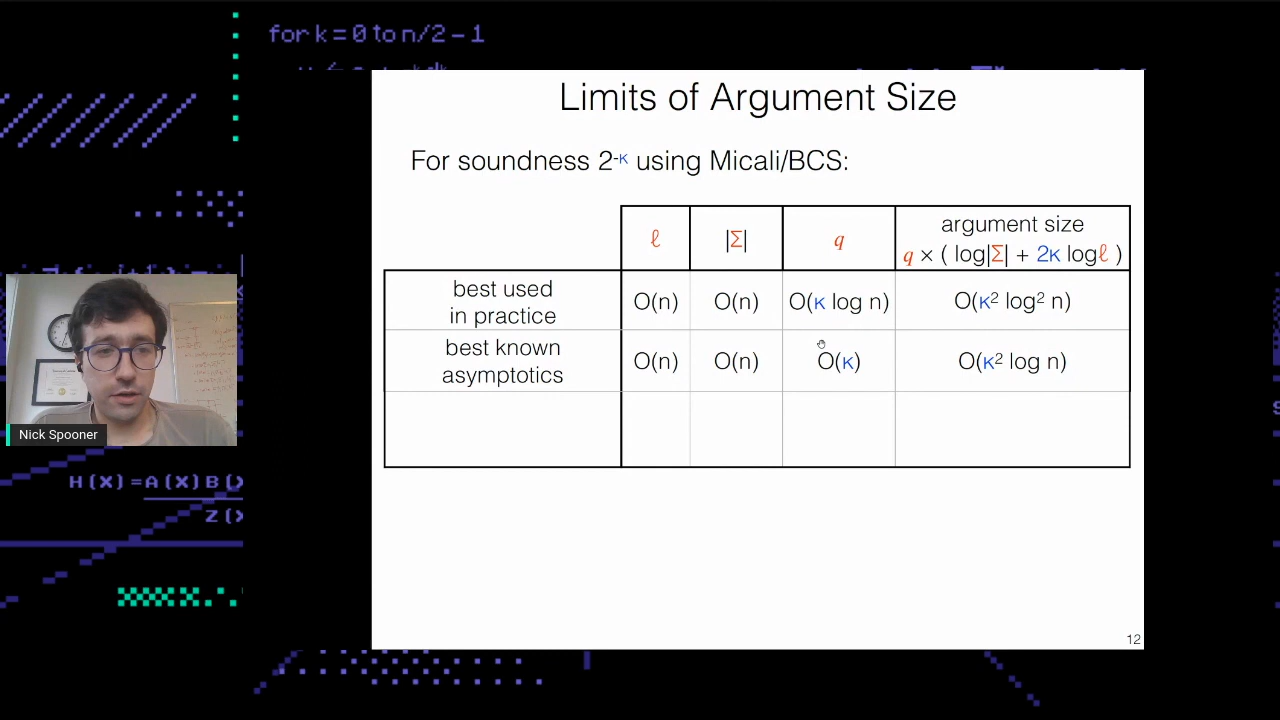 for k = 0 to n/2 - 1
Limits of Argument Size
For soundness 2^-κ using Micali/BCS:
ℓ
|Σ|
q
argument size
q × ( log|Σ| + 2κ logℓ )
best used
in practice
O(n)
O(n)
O(κ log n)
O(κ² log² n)
best known
asymptotics
O(n)
O(n)
O(κ)
O(κ² log n)
Nick Spooner
H(X)=A(X)B(X
Z(X
12